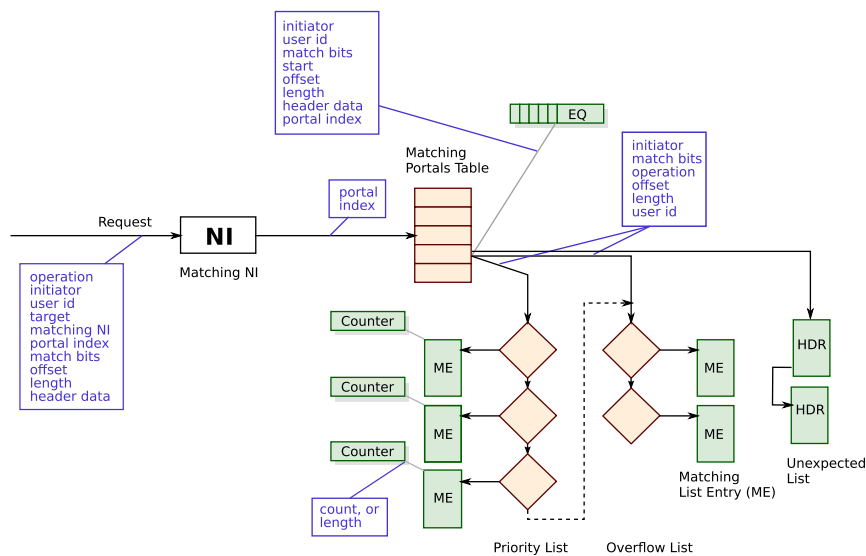 initiator
user id
match bits
start
offset
length
header data
portal index
EQ
initiator
match bits
operation
offset
length
user id
Matching
Portals Table
portal
index
Request
NI
Matching NI
operation
initiator
user id
target
matching NI
portal index
match bits
offset
length
header data
Counter
ME
Counter
ME
Counter
ME
count, or
length
ME
ME
HDR
HDR
Matching
List Entry (ME)
Unexpected
List
Priority List
Overflow List